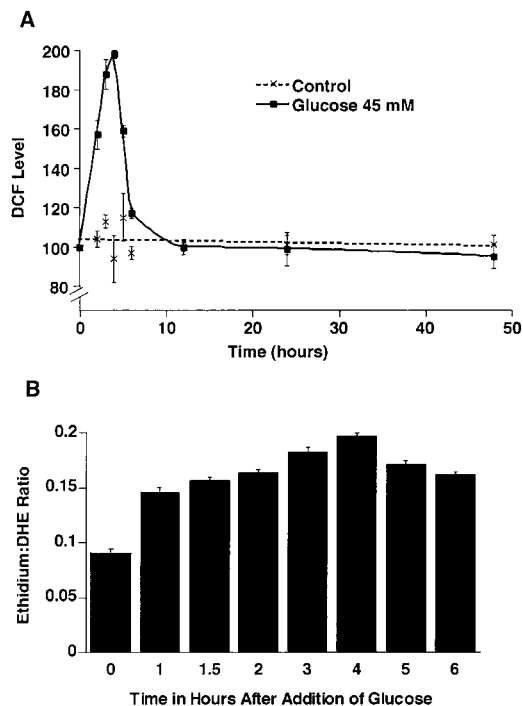 A
200
180
160
140
120
100
80
DCF Level
Control
Glucose 45 mM
0 10 20 30 40 50
Time (hours)
B
0.2
0.15
0.1
0.05
0
Ethidium:DHE Ratio
0 1 1.5 2 3 4 5 6
Time in Hours After Addition of Glucose